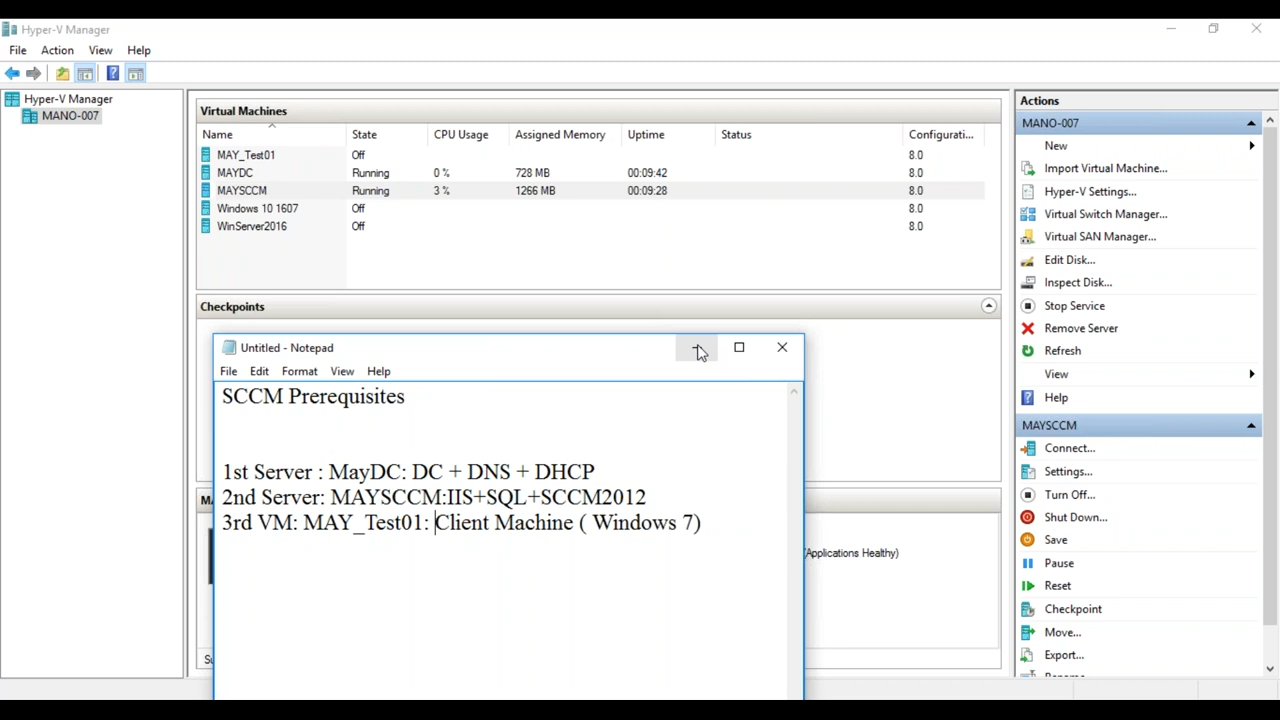 Hyper-V Manager
File Action View Help
Hyper-V Manager
MANO-007
Virtual Machines
Name State CPU Usage Assigned Memory Uptime Status Configurati...
MAY_Test01 Off 8.0
MAYDC Running 0 % 728 MB 00:09:42 8.0
MAYSCCM Running 3 % 1266 MB 00:09:28 8.0
Windows 10 1607 Off 8.0
WinServer2016 Off 8.0
Checkpoints
Untitled - Notepad
File Edit Format View Help
SCCM Prerequisites
1st Server : MayDC: DC + DNS + DHCP
2nd Server: MAYSCCM:IIS+SQL+SCCM2012
3rd VM: MAY_Test01: Client Machine ( Windows 7)
(Applications Healthy)
Actions
MANO-007
New
Import Virtual Machine...
Hyper-V Settings...
Virtual Switch Manager...
Virtual SAN Manager...
Edit Disk...
Inspect Disk...
Stop Service
Remove Server
Refresh
View
Help
MAYSCCM
Connect...
Settings...
Turn Off...
Shut Down...
Save
Pause
Reset
Checkpoint
Move...
Export...